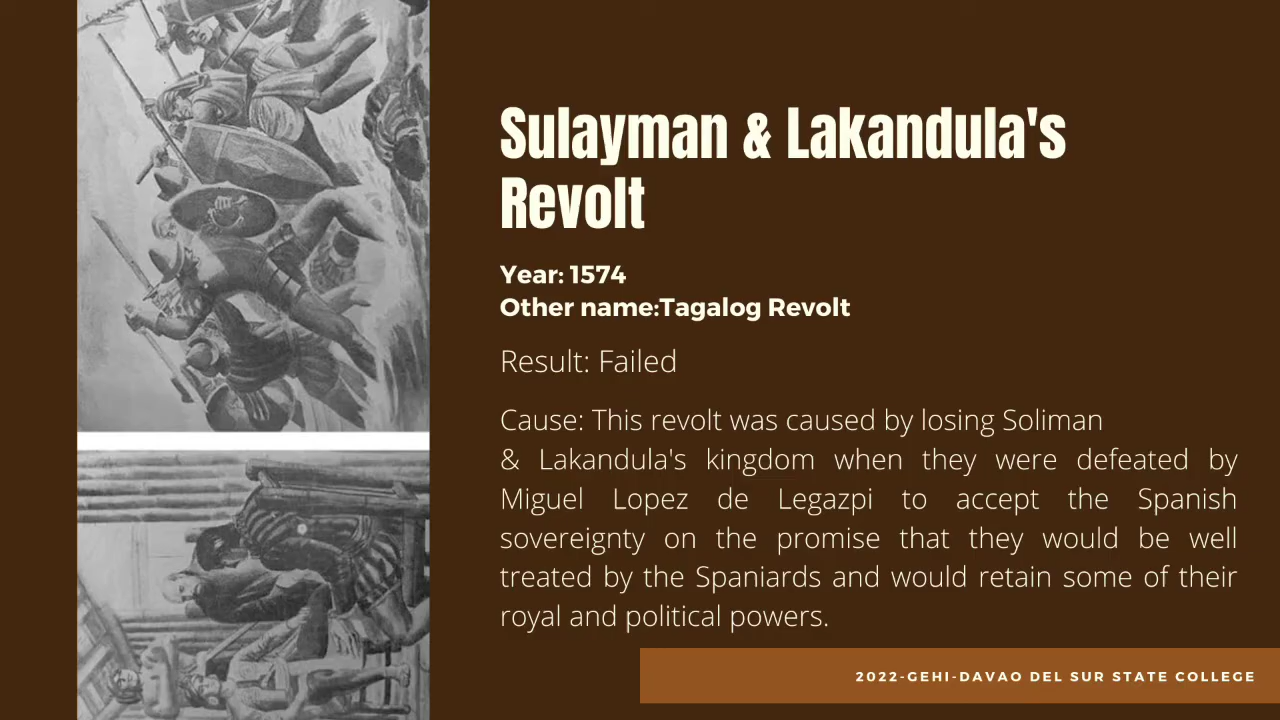 Sulayman & Lakandula's
Revolt
Year: 1574
Other name:Tagalog Revolt
Result: Failed
Cause: This revolt was caused by losing Soliman
& Lakandula's kingdom when they were defeated by
Miguel Lopez de Legazpi to accept the Spanish
sovereignty on the promise that they would be well
treated by the Spaniards and would retain some of their
royal and political powers.
2022-GEHI-DAVAO DEL SUR STATE COLLEGE